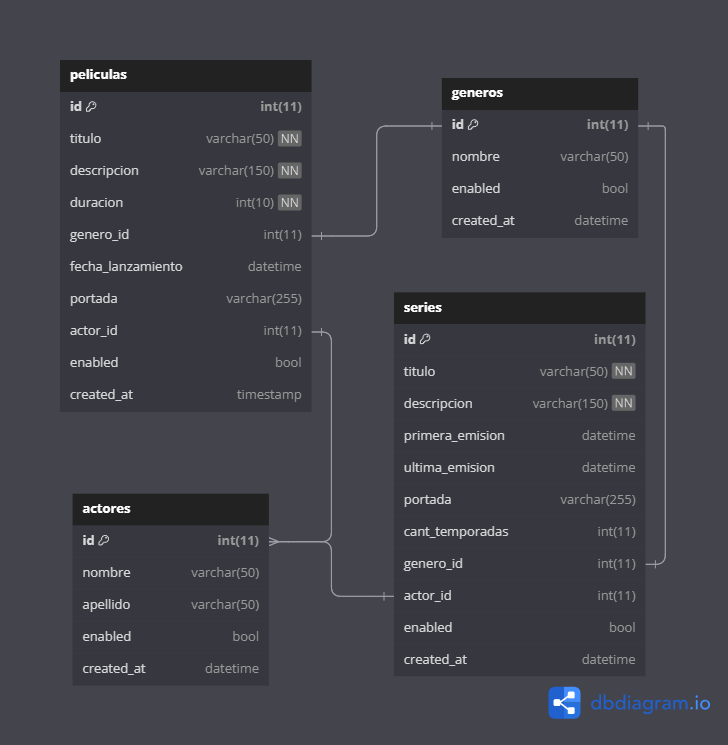 peliculas
id int(11)
titulo varchar(50) NN
descripcion varchar(150) NN
duracion int(10) NN
genero_id int(11)
fecha_lanzamiento datetime
portada varchar(255)
actor_id int(11)
enabled bool
created_at timestamp
generos
id int(11)
nombre varchar(50)
enabled bool
created_at datetime
series
id int(11)
titulo varchar(50) NN
descripcion varchar(150) NN
primera_emision datetime
ultima_emision datetime
portada varchar(255)
cant_temporadas int(11)
genero_id int(11)
actor_id int(11)
enabled bool
created_at datetime
actores
id int(11)
nombre varchar(50)
apellido varchar(50)
enabled bool
created_at datetime
dbdiagram.io